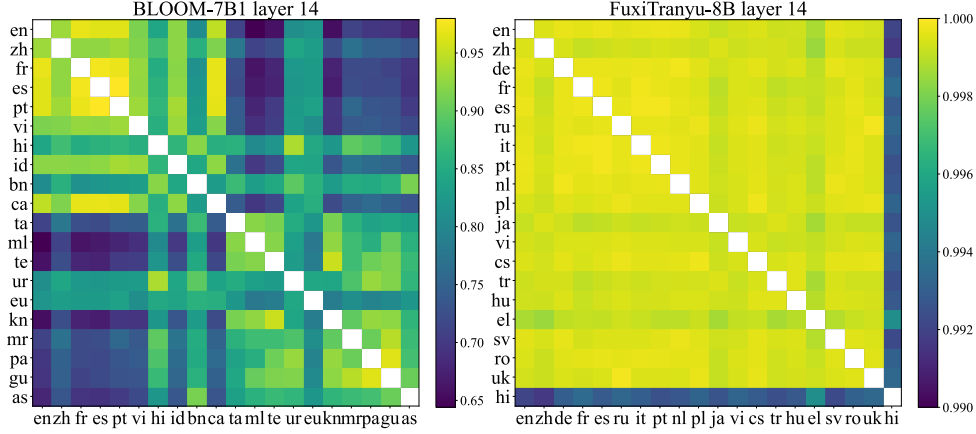 BLOOM-7B1 layer 14
en
zh
fr
es
pt
vi
hi
id
bn
ca
ta
ml
te
ur
eu
kn
mr
pa
gu
as
en zh fr es pt vi hi id bn ca ta ml te ur eu kn mr pa gu as
0.95
0.90
0.85
0.80
0.75
0.70
0.65
FuxiTranyu-8B layer 14
en
zh
de
fr
es
ru
it
pt
nl
pl
ja
vi
cs
tr
hu
el
sv
ro
uk
hi
en zh de fr es ru it pt nl pl ja vi cs tr hu el sv ro uk hi
1.000
0.998
0.996
0.994
0.992
0.990